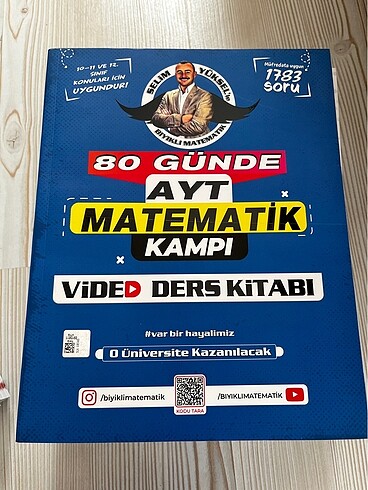 10-11 VE 12.
SINIF
KONULARI İÇİN
UYGUNDUR!
Müfredata uygun
1783
SORU
SELİM YÜKSEL'le
BIYIKLI MATEMATİK
80 GÜNDE
AYT
MATEMATİK
KAMPI
VİDEO DERS KİTABI
#var bir hayalimiz
O Üniversite Kazanılacak
/biyiklimatematik
KODU TARA
/BIYIKLIMATEMATİK